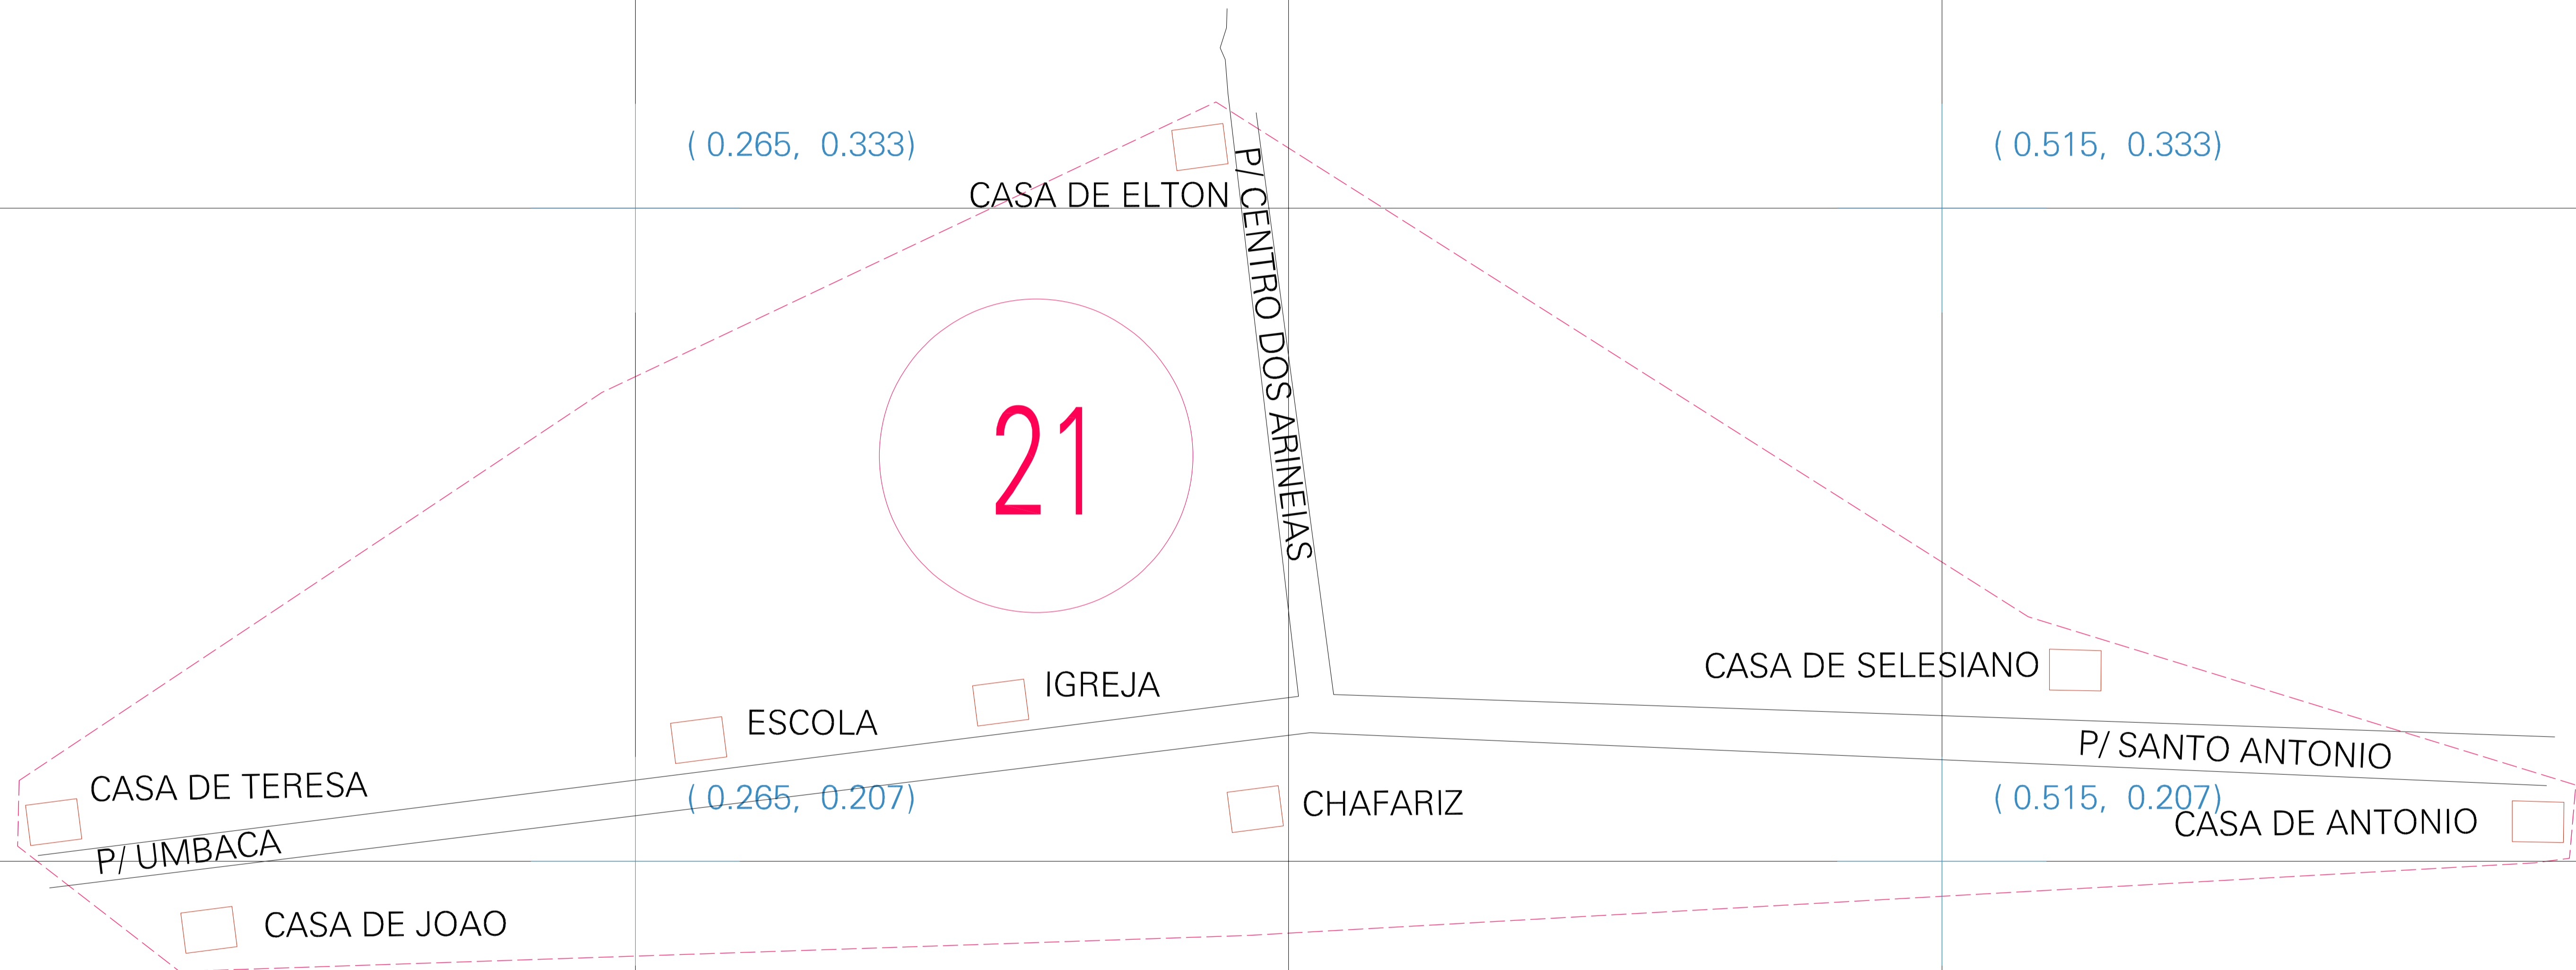 ( 0.265, 0.333)
( 0.515, 0.333)
CASA DE ELTON
P/ CENTRO DOS ARINEIAS
21
CASA DE SELESIANO
IGREJA
ESCOLA
P/ SANTO ANTONIO
CASA DE TERESA
( 0.265, 0.207)
( 0.515, 0.207)
CHAFARIZ
CASA DE ANTONIO
P/ UMBACA
CASA DE JOAO